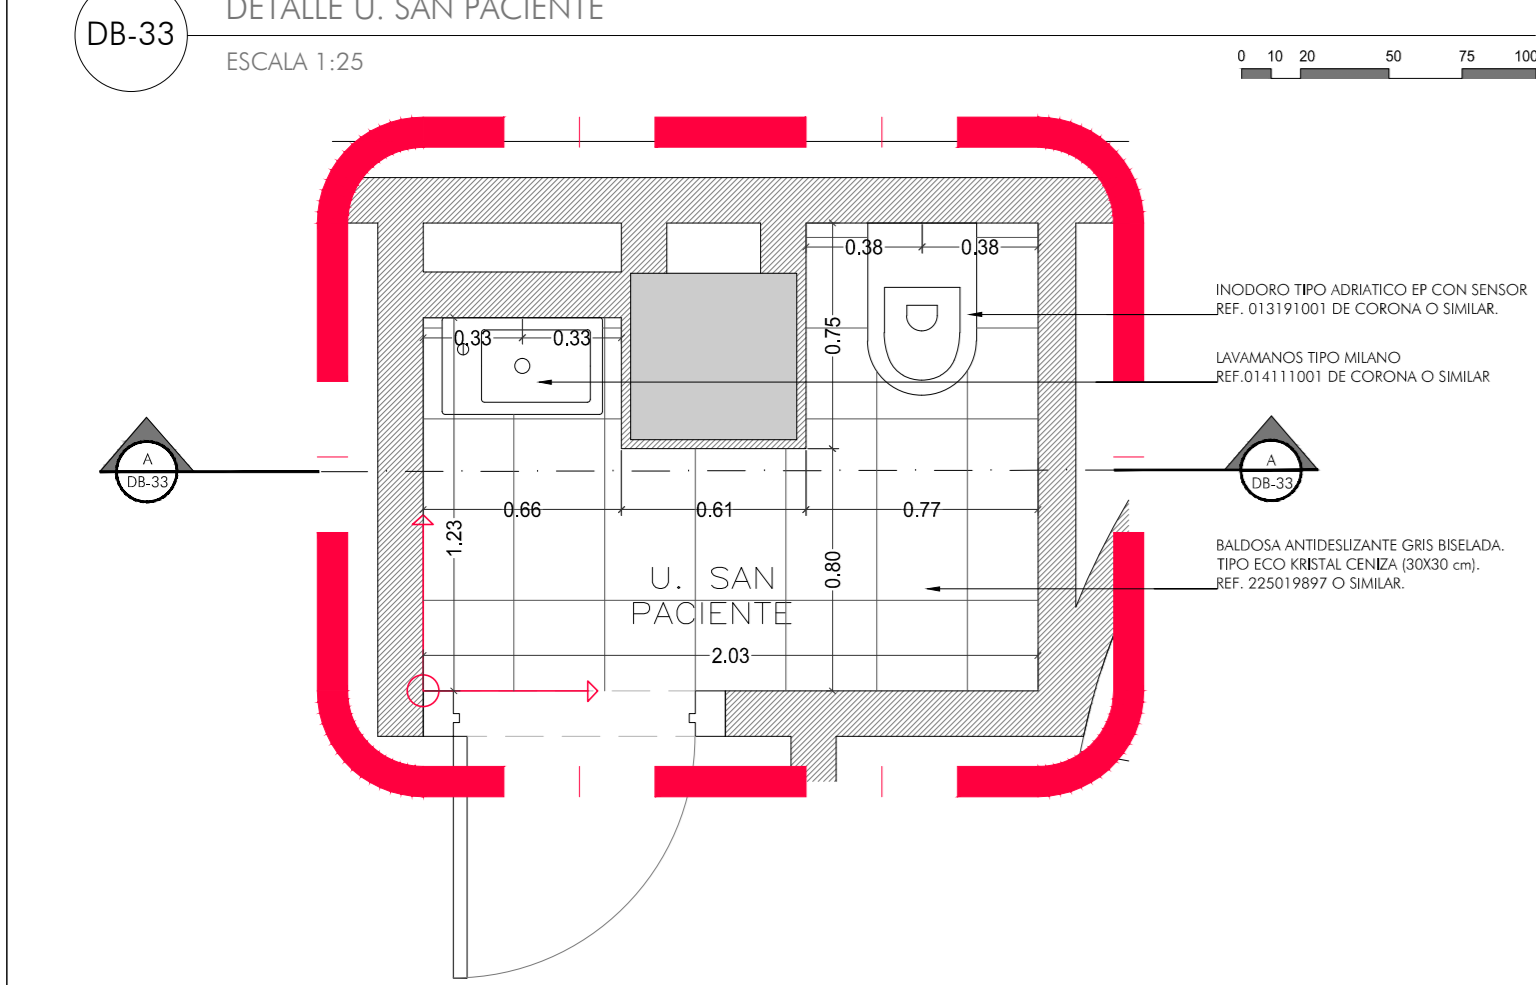 DETALLE U. SAN PACIENTE
DB-33
ESCALA 1:25
0 10 20 50 75 100
0.38 0.38
INODORO TIPO ADRIATICO EP CON SENSOR
REF. 013191001 DE CORONA O SIMILAR.
0.33 0.33
0.75
LAVAMANOS TIPO MILANO
REF.014111001 DE CORONA O SIMILAR
A
DB-33
A
DB-33
0.66 0.61 0.77
1.23
0.80
BALDOSA ANTIDESLIZANTE GRIS BISELADA.
TIPO ECO KRISTAL CENIZA (30X30 cm).
REF. 225019897 O SIMILAR.
U. SAN
PACIENTE
2.03